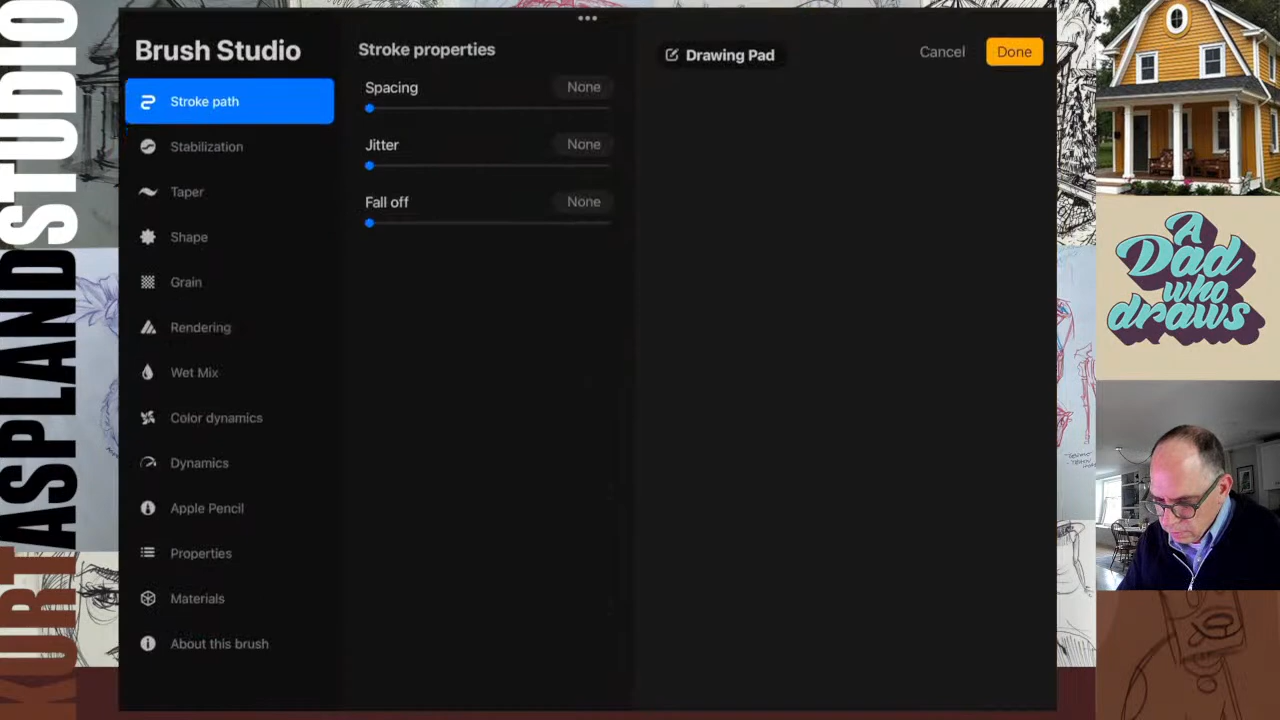 KURT ASPLAND STUDIO
Brush Studio
Stroke path
Stabilization
Taper
Shape
Grain
Rendering
Wet Mix
Color dynamics
Dynamics
Apple Pencil
Properties
Materials
About this brush
Stroke properties
Spacing None
Jitter None
Fall off None
Drawing Pad
Cancel
Done
A
Dad
who
draws